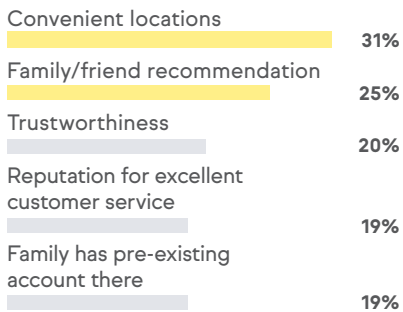 Convenient locations
31%
Family/friend recommendation
25%
Trustworthiness
20%
Reputation for excellent
customer service
19%
Family has pre-existing
account there
19%